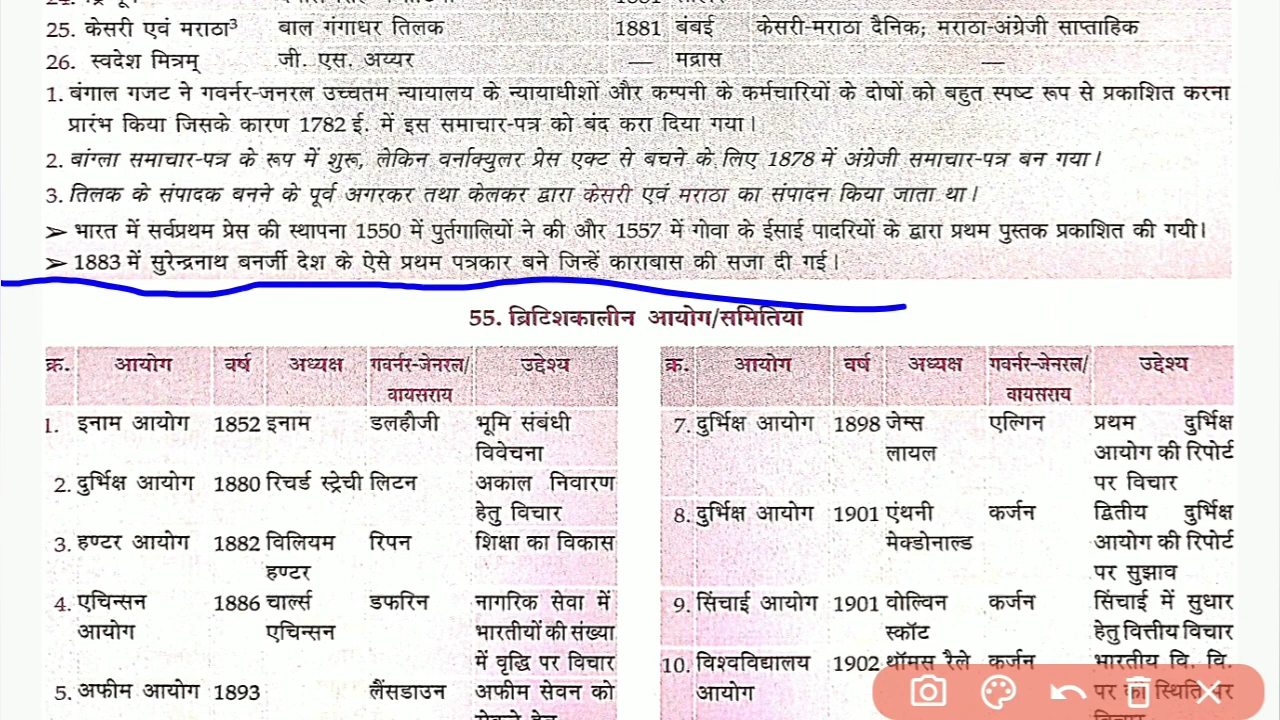 25. केसरी एवं मराठा³ बाल गंगाधर तिलक 1881 बंबई केसरी-मराठा दैनिक; मराठा-अंग्रेजी साप्ताहिक
26. स्वदेश मित्रम् जी. एस. अय्यर — मद्रास —
1. बंगाल गजट ने गवर्नर-जनरल उच्चतम न्यायालय के न्यायाधीशों और कम्पनी के कर्मचारियों के दोषों को बहुत स्पष्ट रूप से प्रकाशित करना
प्रारंभ किया जिसके कारण 1782 ई. में इस समाचार-पत्र को बंद करा दिया गया।
2. बांग्ला समाचार-पत्र के रूप में शुरू, लेकिन वर्नाक्युलर प्रेस एक्ट से बचने के लिए 1878 में अंग्रेजी समाचार-पत्र बन गया।
3. तिलक के संपादक बनने के पूर्व अगरकर तथा केलकर द्वारा केसरी एवं मराठा का संपादन किया जाता था।
➢ भारत में सर्वप्रथम प्रेस की स्थापना 1550 में पुर्तगालियों ने की और 1557 में गोवा के ईसाई पादरियों के द्वारा प्रथम पुस्तक प्रकाशित की गयी।
➢ 1883 में सुरेन्द्रनाथ बनर्जी देश के ऐसे प्रथम पत्रकार बने जिन्हें कारावास की सजा दी गई।
55. ब्रिटिशकालीन आयोग/समितियां
क्र. आयोग वर्ष अध्यक्ष गवर्नर-जेनरल/ उद्देश्य
वायसराय
1. इनाम आयोग 1852 इनाम डलहौजी भूमि संबंधी
विवेचना
2. दुर्भिक्ष आयोग 1880 रिचर्ड स्ट्रेची लिटन अकाल निवारण
हेतु विचार
3. हण्टर आयोग 1882 विलियम रिपन शिक्षा का विकास
हण्टर
4. एचिन्सन 1886 चार्ल्स डफरिन नागरिक सेवा में
आयोग एचिन्सन भारतीयों की संख्या
में वृद्धि पर विचार
5. अफीम आयोग 1893 लैंसडाउन अफीम सेवन को
क्र. आयोग वर्ष अध्यक्ष गवर्नर-जेनरल/ उद्देश्य
वायसराय
7. दुर्भिक्ष आयोग 1898 जेम्स एल्गिन प्रथम दुर्भिक्ष
लायल आयोग की रिपोर्ट
पर विचार
8. दुर्भिक्ष आयोग 1901 एंथनी कर्जन द्वितीय दुर्भिक्ष
मेक्डोनाल्ड आयोग की रिपोर्ट
पर सुझाव
9. सिंचाई आयोग 1901 वोल्विन कर्जन सिंचाई में सुधार
स्कॉट हेतु वित्तीय विचार
10. विश्वविद्यालय 1902 थॉमस रैले कर्जन भारतीय वि. वि.
आयोग पर की स्थिति पर